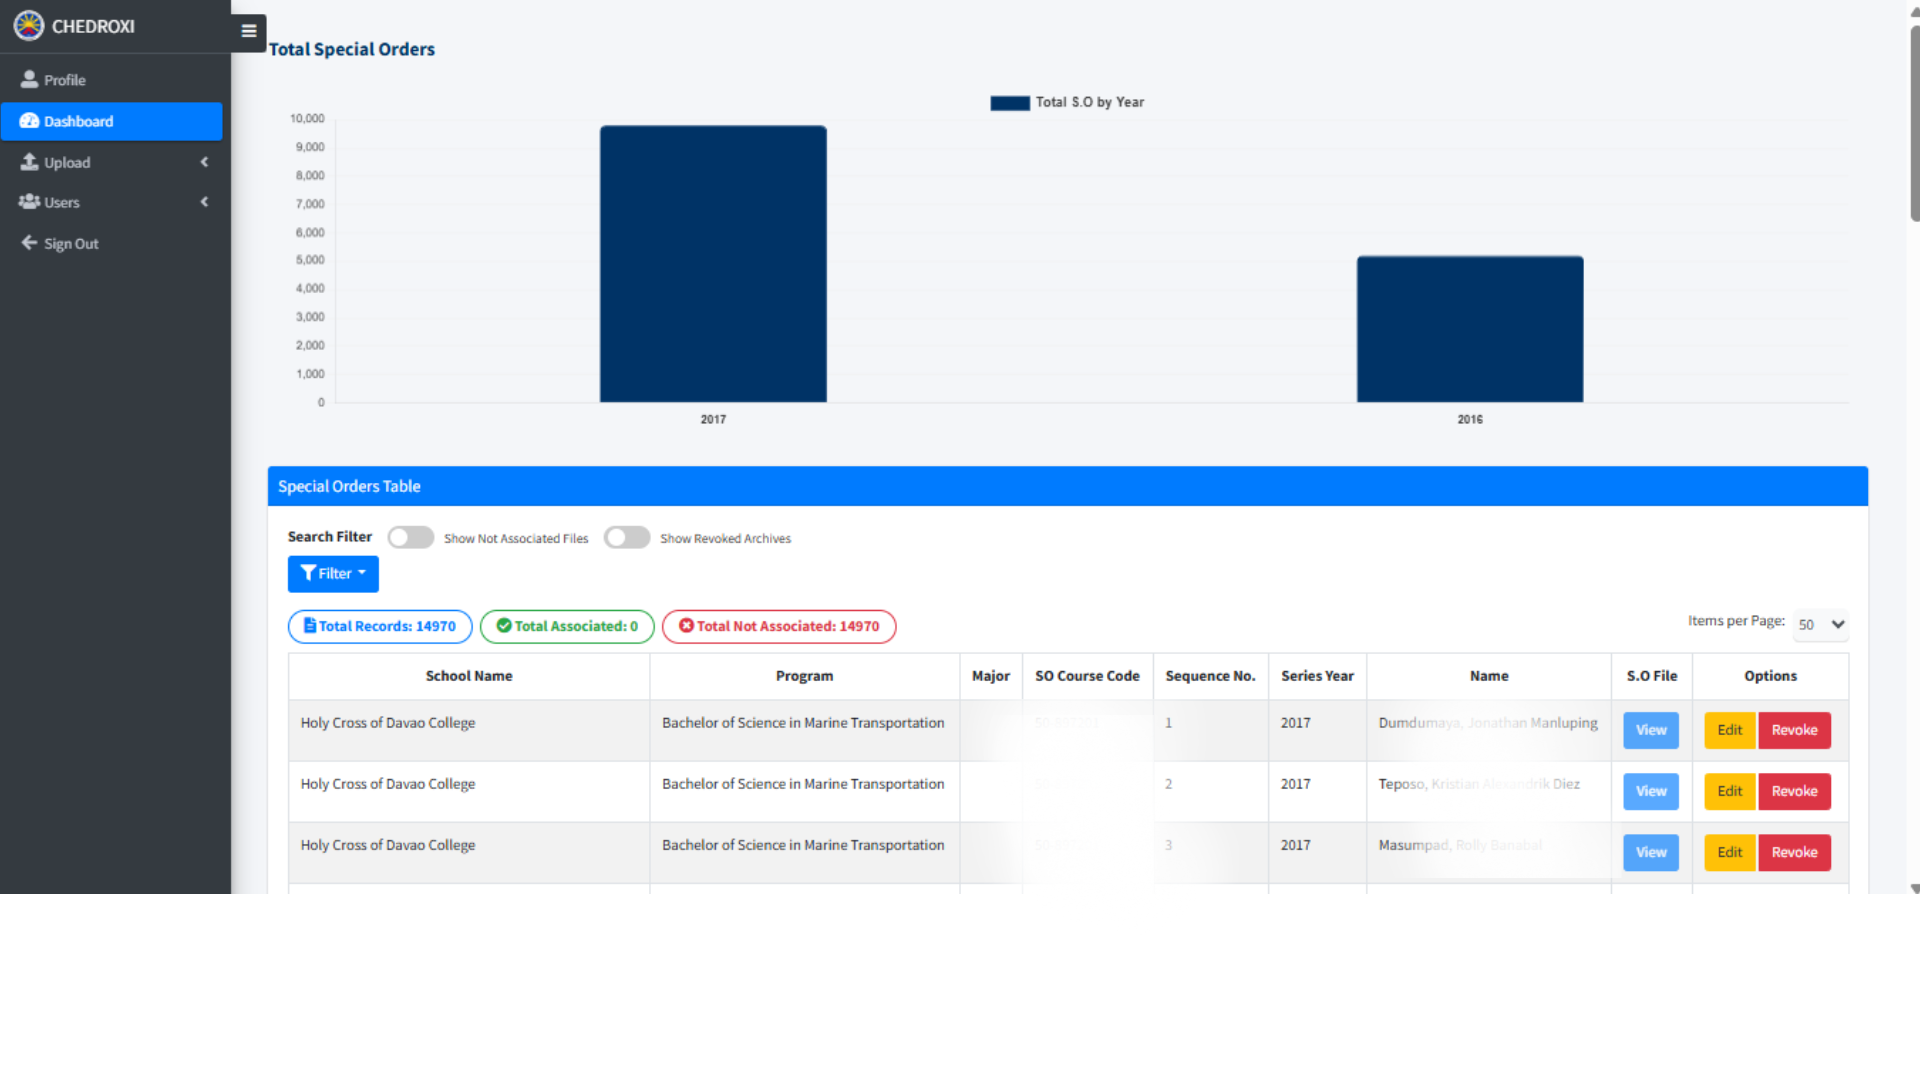 CHEDROXI
Profile
Dashboard
Upload
Users
Sign Out
Total Special Orders
Total S.O by Year
10,000
9,000
8,000
7,000
6,000
5,000
4,000
3,000
2,000
1,000
0
2017 2016
Special Orders Table
Search Filter Show Not Associated Files Show Revoked Archives
Filter
Total Records: 14970 Total Associated: 0 Total Not Associated: 14970 Items per Page: 50
School Name Program Major SO Course Code Sequence No. Series Year Name S.O File Options
Holy Cross of Davao College Bachelor of Science in Marine Transportation 1 2017 Dumdumaya, Jonathan Manluping View Edit Revoke
Holy Cross of Davao College Bachelor of Science in Marine Transportation 2 2017 Teposo, Kristian Diez View Edit Revoke
Holy Cross of Davao College Bachelor of Science in Marine Transportation 3 2017 Masumpad, Rolly Banabal View Edit Revoke